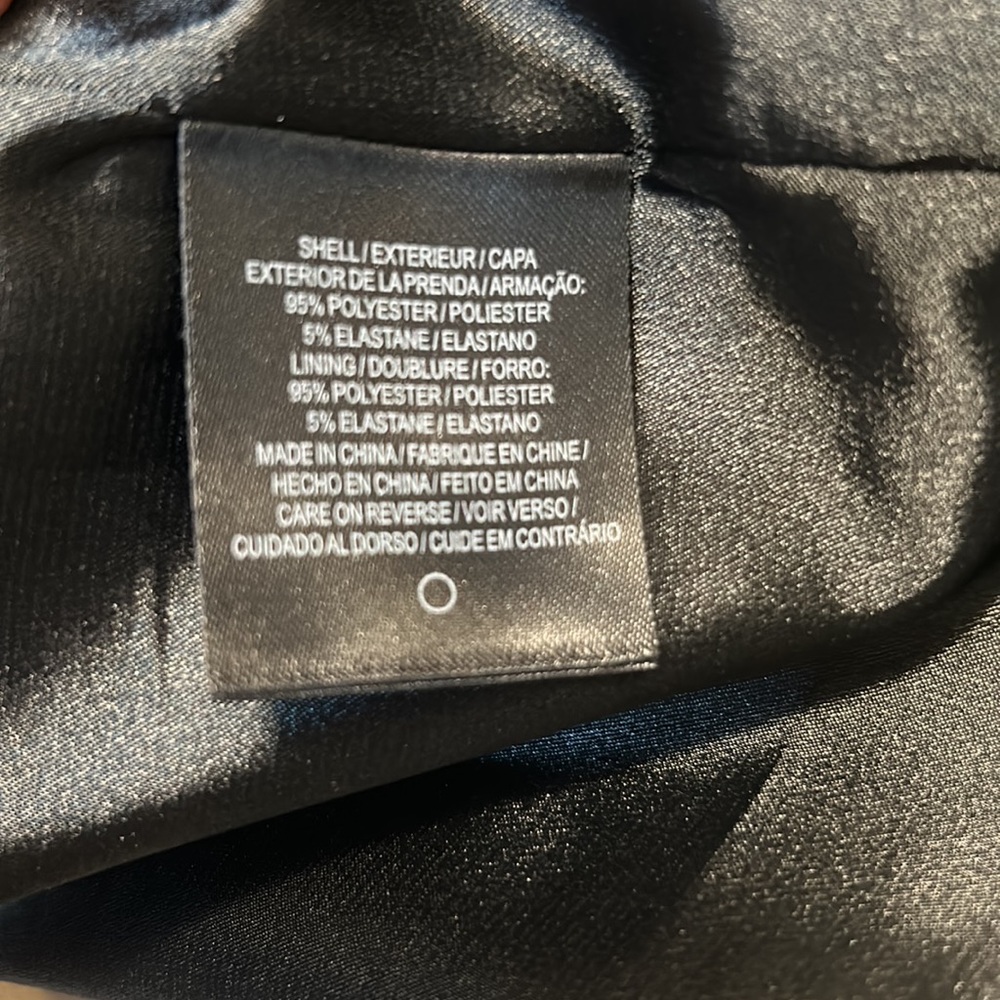 SHELL / EXTERIEUR / CAPA
EXTERIOR DE LA PRENDA / ARMAÇÃO:
95% POLYESTER / POLIESTER
5% ELASTANE / ELASTANO
LINING / DOUBLURE / FORRO:
95% POLYESTER / POLIESTER
5% ELASTANE / ELASTANO
MADE IN CHINA / FABRIQUE EN CHINE /
HECHO EN CHINA / FEITO EM CHINA
CARE ON REVERSE / VOIR VERSO /
CUIDADO AL DORSO / CUIDE EM CONTRÁRIO